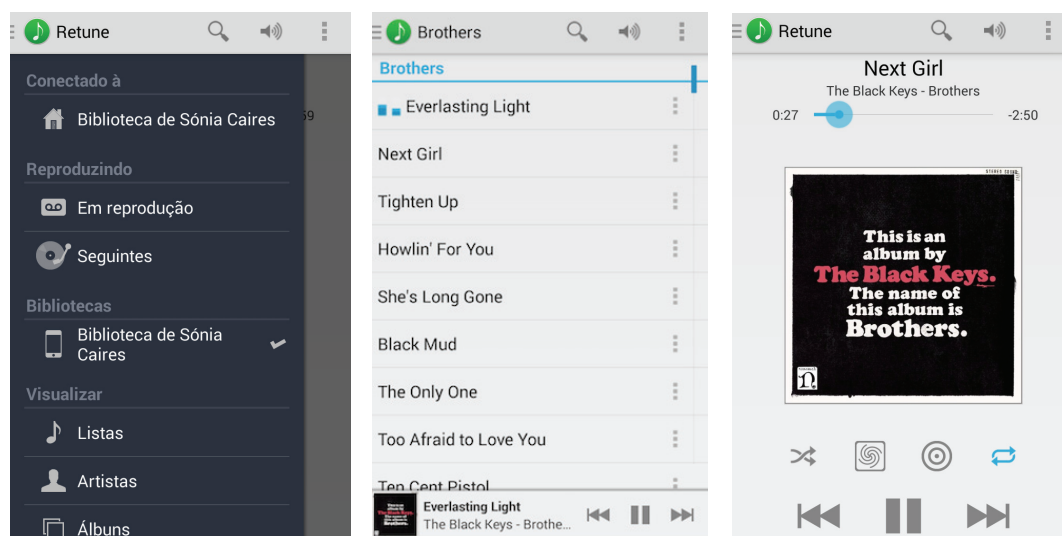 Retune
Conectado à
Biblioteca de Sónia Caires
59
Reproduzindo
Em reprodução
Seguintes
Bibliotecas
Biblioteca de Sónia
Caires
Visualizar
Listas
Artistas
Álbuns
Brothers
Brothers
Everlasting Light
Next Girl
Tighten Up
Howlin' For You
She's Long Gone
Black Mud
The Only One
Too Afraid to Love You
Ten Cent Pistol
Everlasting Light
The Black Keys - Brothe...
Retune
Next Girl
The Black Keys - Brothers
0:27 -2:50
This is an
album by
The Black Keys.
The name of
this album is
Brothers.